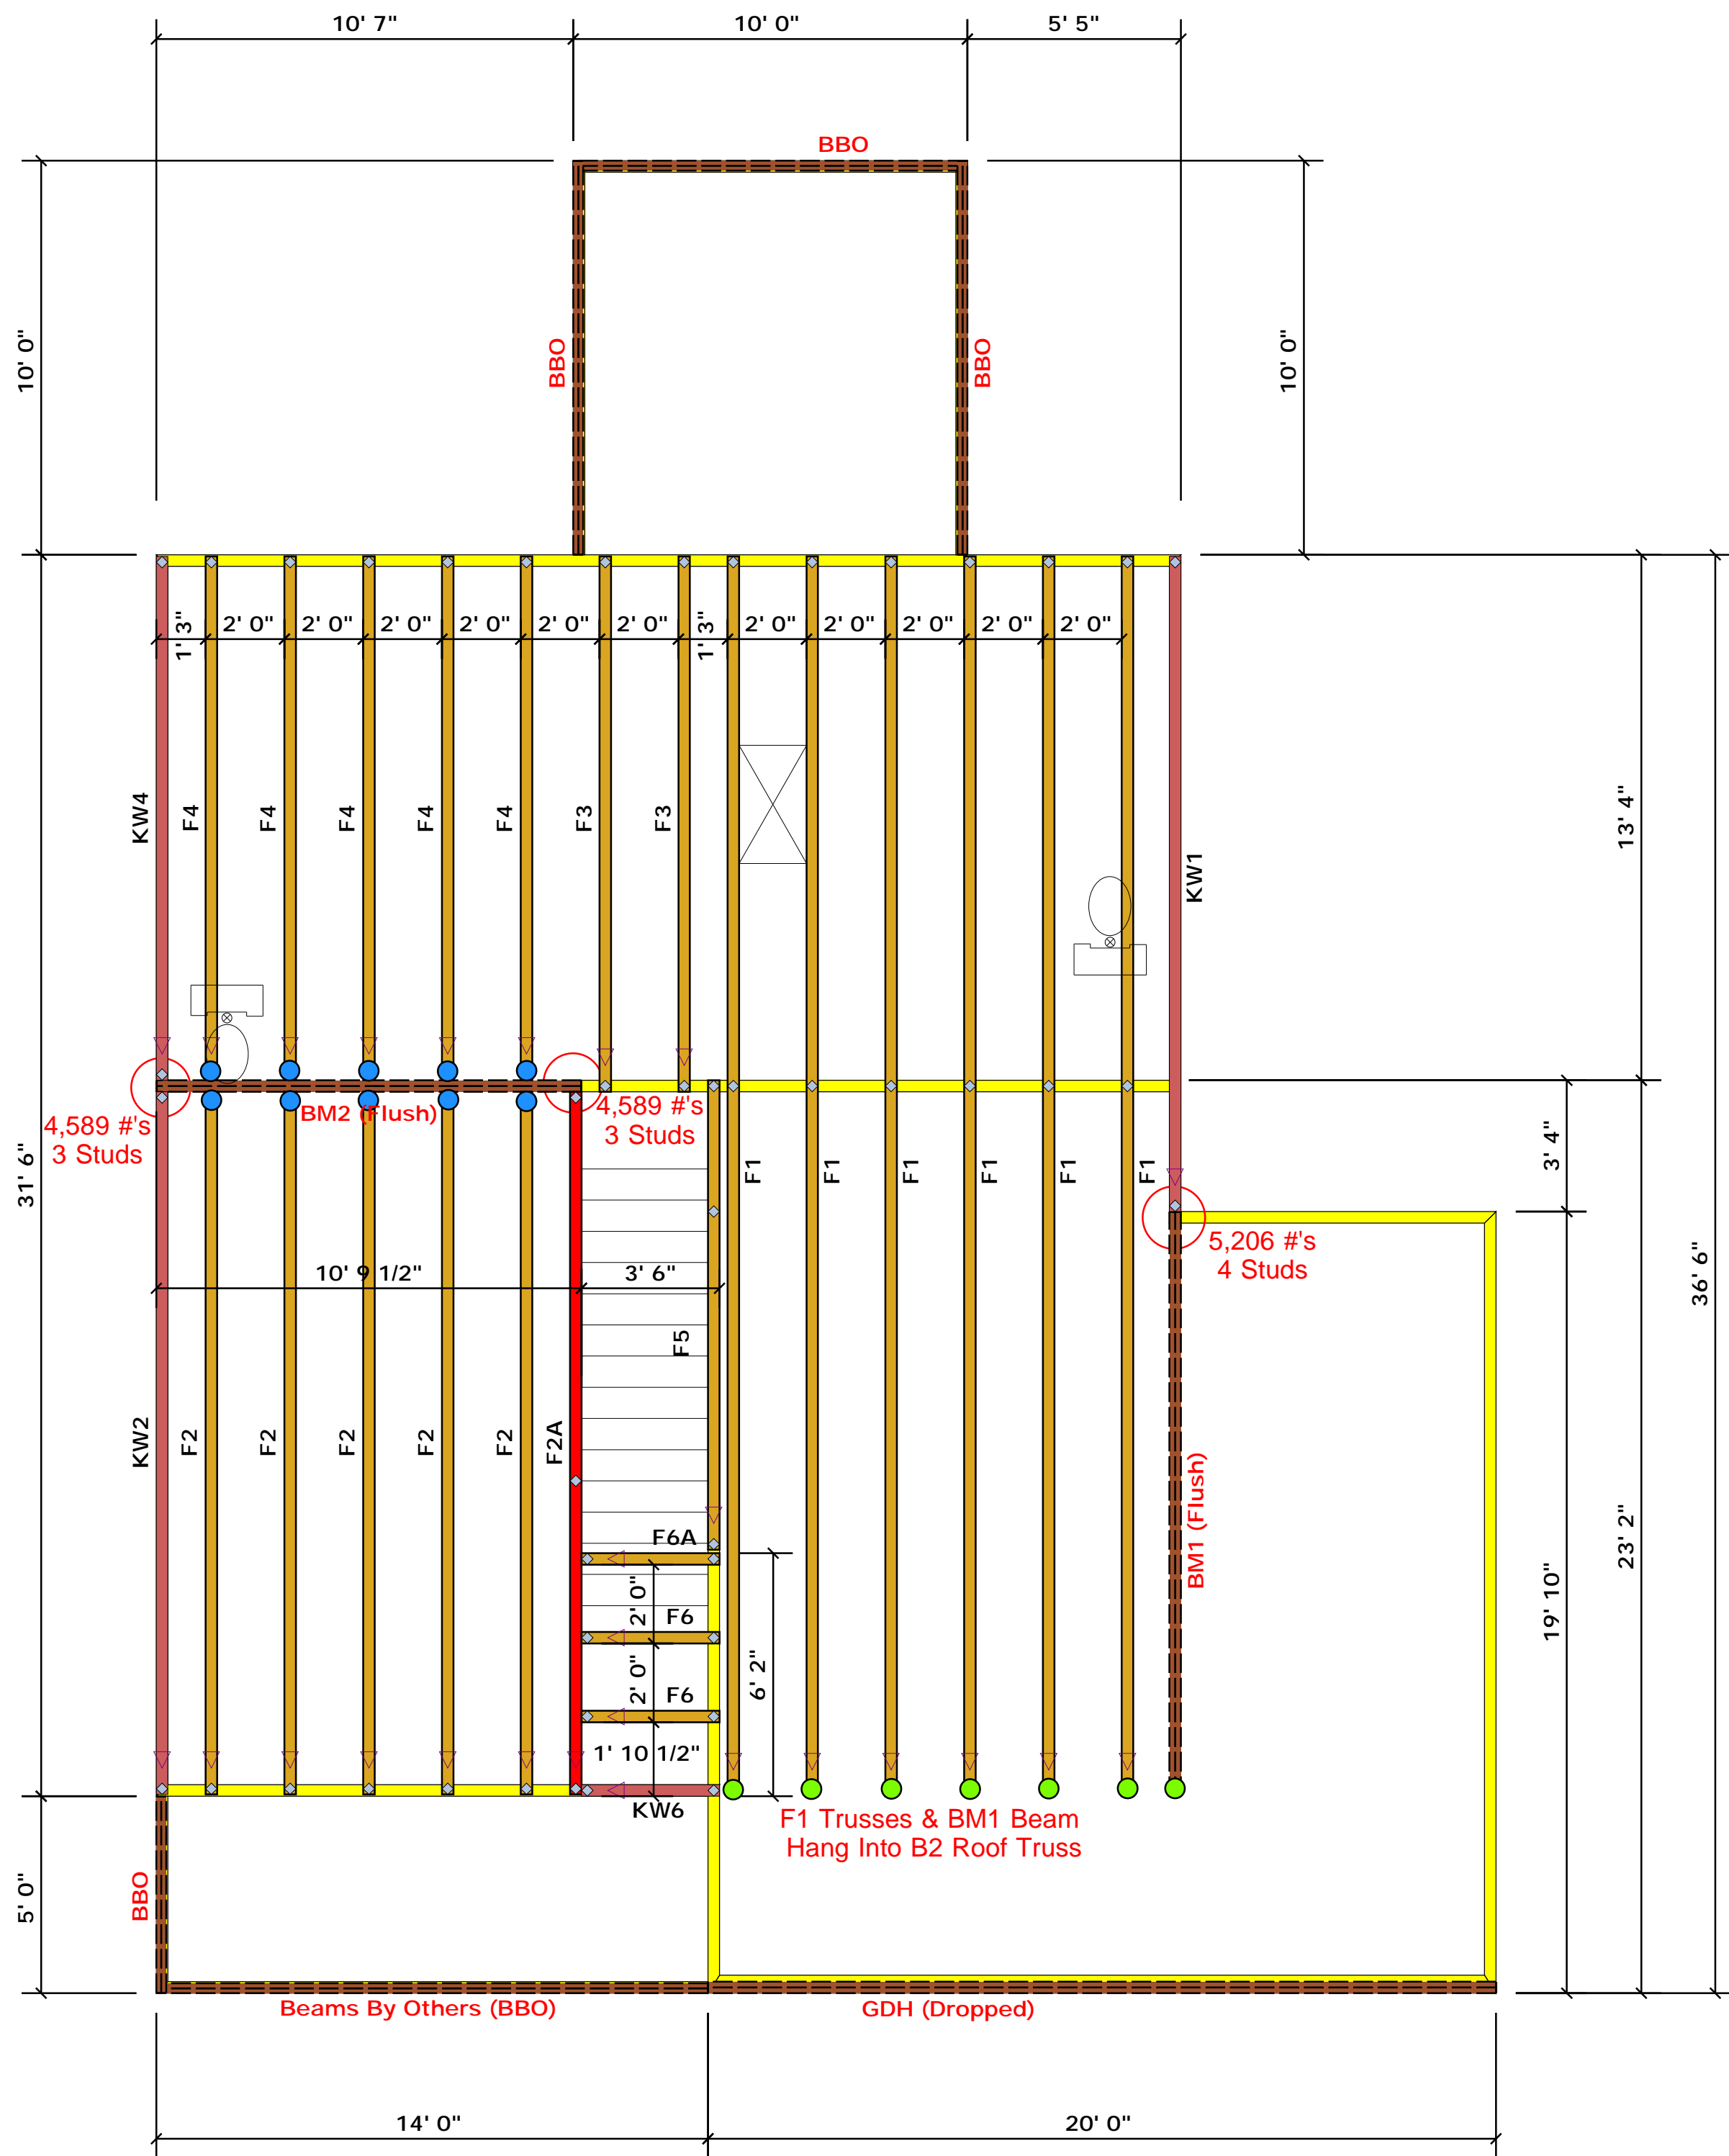 10' 7"
10' 0"
5' 5"
BBO
10' 0"
BBO
BBO
10' 0"
1' 3"
2' 0"
2' 0"
2' 0"
2' 0"
2' 0"
2' 0"
1' 3"
2' 0"
2' 0"
2' 0"
2' 0"
2' 0"
KW4
F4
F4
F4
F4
F4
F3
F3
KW1
13' 4"
4,589 #'s
3 Studs
BM2 (Flush)
4,589 #'s
3 Studs
31' 6"
F1
F1
F1
F1
F1
F1
3' 4"
36' 6"
5,206 #'s
4 Studs
10' 9 1/2"
3' 6"
F5
KW2
F2
F2
F2
F2
F2
F2A
BM1 (Flush)
F6A
2' 0"
F6
2' 0"
F6
6' 2"
1' 10 1/2"
19' 10"
23' 2"
KW6
F1 Trusses & BM1 Beam
Hang Into B2 Roof Truss
5' 0"
BBO
Beams By Others (BBO)
GDH (Dropped)
14' 0"
20' 0"